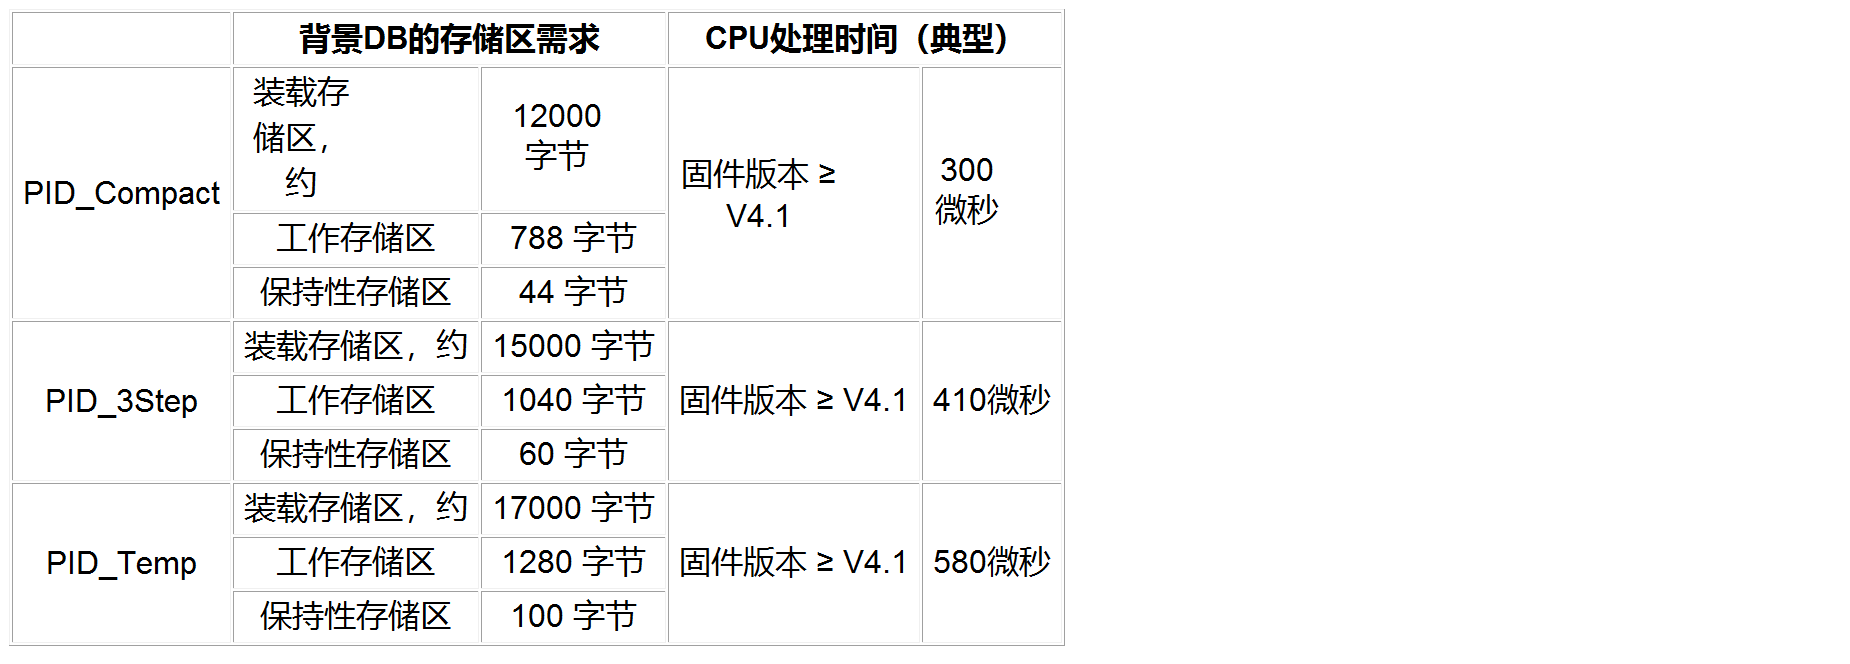 背景DB的存储区需求 CPU处理时间（典型）
PID_Compact
装载存
储区，
约
12000
字节
固件版本 ≥
V4.1
300
微秒
工作存储区 788 字节
保持性存储区 44 字节
PID_3Step
装载存储区，约 15000 字节
工作存储区 1040 字节
固件版本 ≥ V4.1 410微秒
保持性存储区 60 字节
PID_Temp
装载存储区，约 17000 字节
工作存储区 1280 字节
固件版本 ≥ V4.1 580微秒
保持性存储区 100 字节